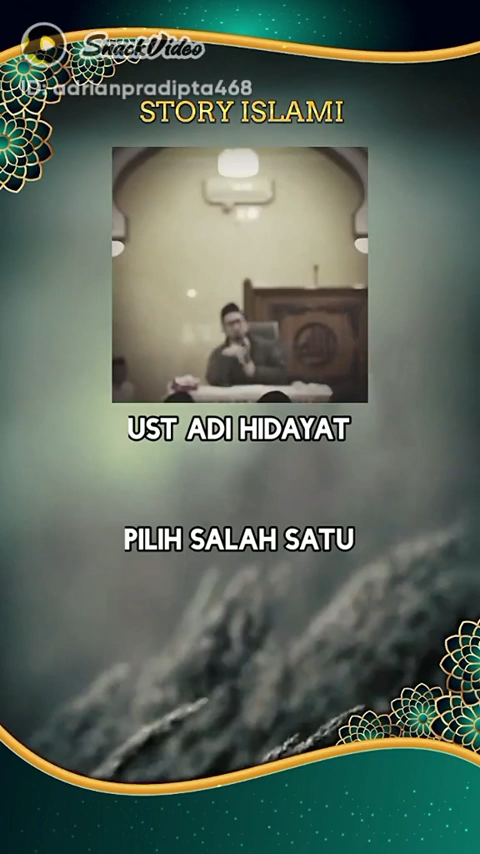 SnackVideo
ID: adrianpradipta468
STORY ISLAMI
UST ADI HIDAYAT
PILIH SALAH SATU